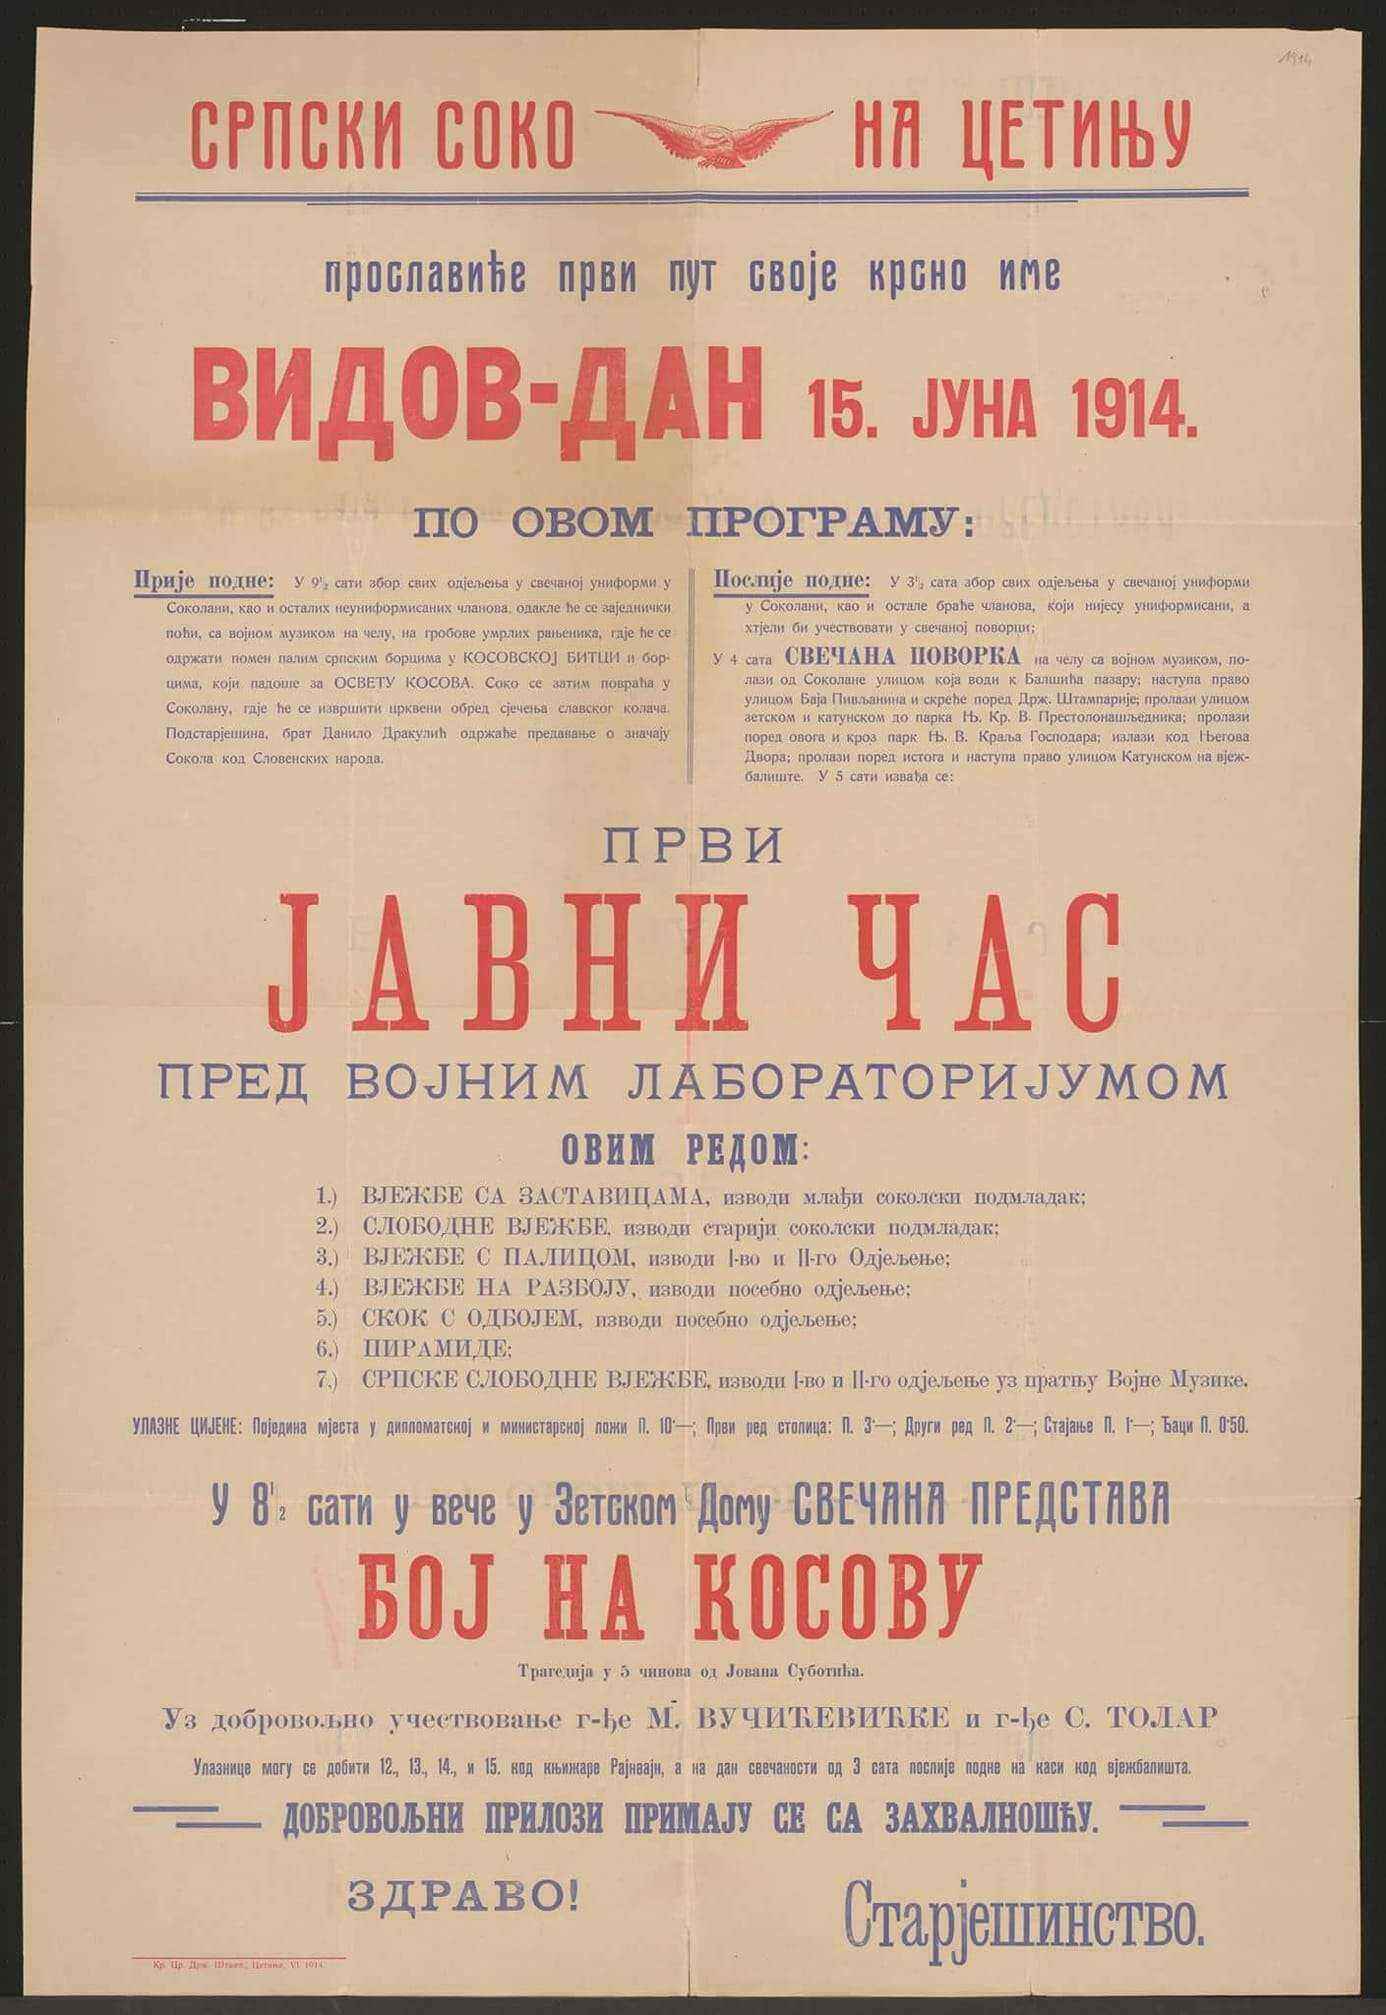 1914
СРПСКИ СОКО НА ЦЕТИЊУ
прославиће први пут своје крсно име
ВИДОВ-ДАН 15. ЈУНА 1914.
ПО ОВОМ ПРОГРАМУ:
Прије подне: У 9½ сати збор свих одјељења у свечаној униформи у
Соколани, као и осталих неуниформисаних чланова, одакле ће се заједнички
поћи, са војном музиком на челу, на гробове умрлих рањеника, гдје ће се
одржати помен палим српским борцима у КОСОВСКОЈ БИТЦИ и бор-
цима, који падоше за ОСВЕТУ КОСОВА. Соко се затим повраћа у
Соколану, гдје ће се извршити црквени обред сјечења славског колача.
Подстарјешина, брат Данило Дракулић одржаће предавање о значају
Сокола код Словенских народа.
Послије подне: У 3½ сата збор свих одјељења у свечаној униформи
у Соколани, као и остале браће чланова, који нијесу униформисани, а
хтјели би учествовати у свечаној поворци;
У 4 сата СВЕЧАНА ПОВОРКА на челу са војном музиком, по-
лази од Соколане улицом која води к Балшића пазару; наступа право
улицом Баја Пивљанина и скреће поред Држ. Штампарије; пролази улицом
зетском и катунском до парка Њ. Кр. В. Престолонашљедника; пролази
поред овога и кроз парк Њ. В. Краља Господара; излази код Његова
Двора; пролази поред истога и наступа право улицом Катунском на вјеж-
балиште. У 5 сати извађа се:
ПРВИ
ЈАВНИ ЧАС
ПРЕД ВОЈНИМ ЛАБОРАТОРИЈУМОМ
ОВИМ РЕДОМ:
1.) ВЈЕЖБЕ СА ЗАСТАВИЦАМА, изводи млађи соколски подмладак;
2.) СЛОБОДНЕ ВЈЕЖБЕ, изводи старији соколски подмладак;
3.) ВЈЕЖБЕ С ПАЛИЦОМ, изводи I-во и II-го Одјељење;
4.) ВЈЕЖБЕ НА РАЗБОЈУ, изводи посебно одјељење;
5.) СКОК С ОДБОЈЕМ, изводи посебно одјељење;
6.) ПИРАМИДЕ;
7.) СРПСКЕ СЛОБОДНЕ ВЈЕЖБЕ, изводи I-во и II-го одјељење уз пратњу Војне Музике.
УЛАЗНЕ ЦИЈЕНЕ: Поједина мјеста у дипломатској и министарској ложи П. 10·—; Први ред столица: П. 3·—; Други ред П. 2·—; Стајање П. 1·—; Ђаци П. 0·50.
У 8½ сати у вече у Зетском Дому СВЕЧАНА ПРЕДСТАВА
БОЈ НА КОСОВУ
Трагедија у 5 чинова од Јована Суботића.
Уз добровољно учествовање г-ђе М. ВУЧИЋЕВИЋКЕ и г-ђе С. ТОЛАР
Улазнице могу се добити 12., 13., 14., и 15. код књижаре Рајнвајн, а на дан свечаности од 3 сата послије подне на каси код вјежбалишта.
ДОБРОВОЉНИ ПРИЛОЗИ ПРИМАЈУ СЕ СА ЗАХВАЛНОШЋУ.
ЗДРАВО!
Старјешинство.
Кр. Цр. Држ. Штамп., Цетиње, VI. 1914.